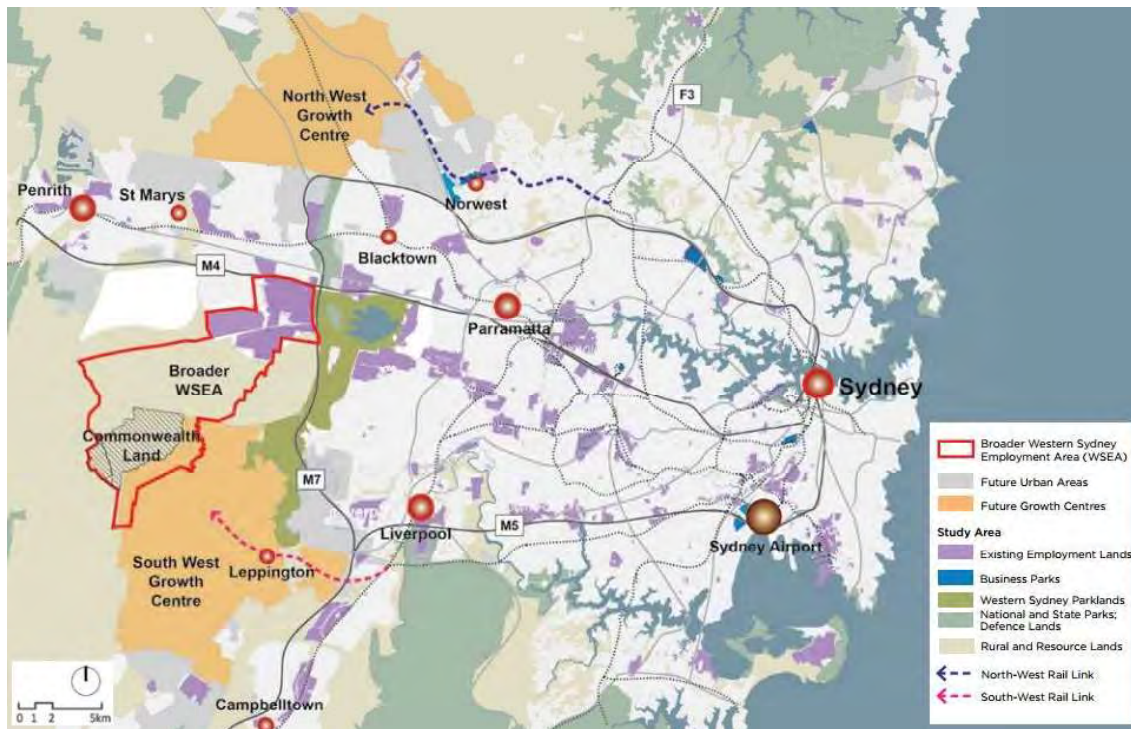 North West
Growth
Centre
F3
Penrith
St Marys
Norwest
Blacktown
M4
Parramatta
Broader
WSEA
Sydney
Commonwealth
Land
M7
Liverpool
M5
Sydney Airport
South West
Growth
Centre
Leppington
Campbelltown
0 1 2 5km
Broader Western Sydney
Employment Area (WSEA)
Future Urban Areas
Future Growth Centres
Study Area
Existing Employment Lands
Business Parks
Western Sydney Parklands
National and State Parks;
Defence Lands
Rural and Resource Lands
North-West Rail Link
South-West Rail Link